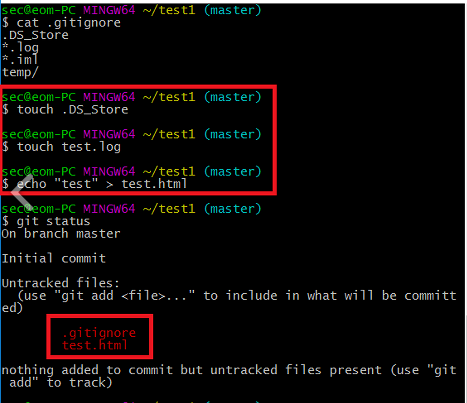 sec@eom-PC MINGW64 ~/test1 (master)
$ cat .gitignore
.DS_Store
*.log
*.iml
temp/
sec@eom-PC MINGW64 ~/test1 (master)
$ touch .DS_Store
sec@eom-PC MINGW64 ~/test1 (master)
$ touch test.log
sec@eom-PC MINGW64 ~/test1 (master)
$ echo "test" > test.html
sec@eom-PC MINGW64 ~/test1 (master)
$ git status
On branch master
Initial commit
Untracked files:
  (use "git add <file>..." to include in what will be committ
ed)
        .gitignore
        test.html
nothing added to commit but untracked files present (use "git
 add" to track)